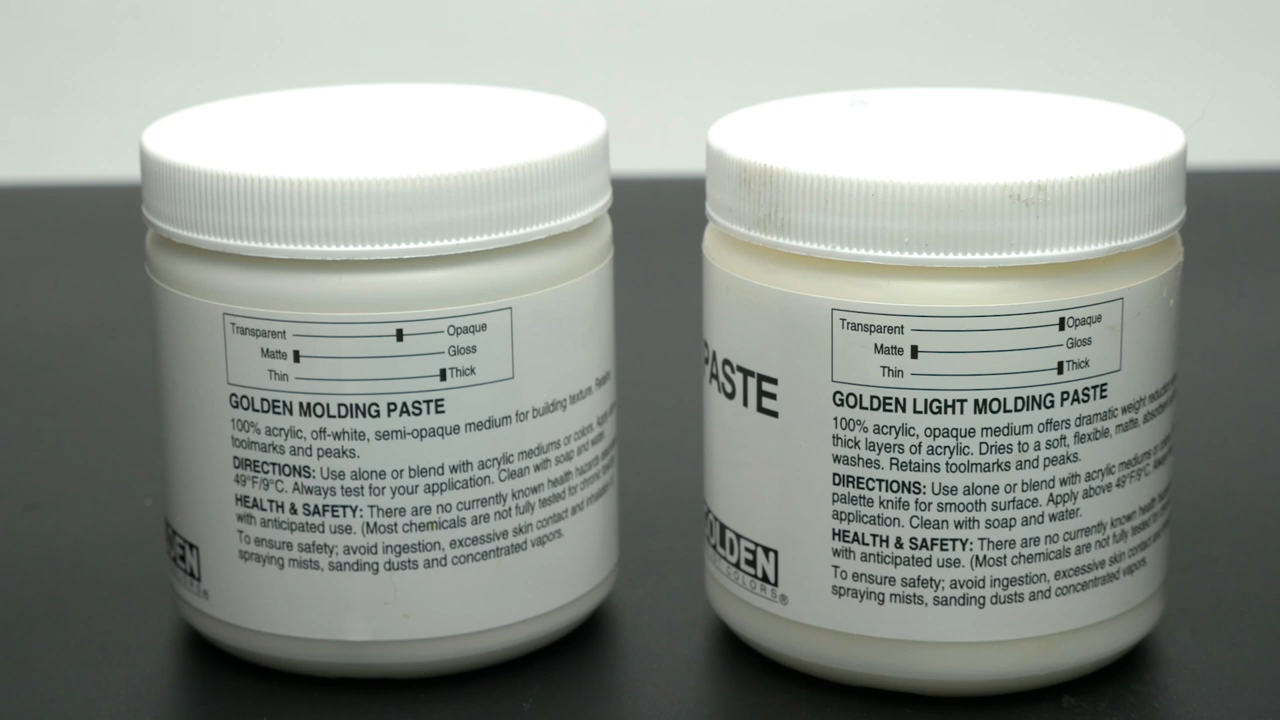 Transparent Opaque
Matte Gloss
Thin Thick
GOLDEN MOLDING PASTE
100% acrylic, off-white, semi-opaque medium for building texture.
toolmarks and peaks.
DIRECTIONS: Use alone or blend with acrylic mediums or colors.
49°F/9°C. Always test for your application. Clean with soap and water.
HEALTH & SAFETY: There are no currently known health hazards
with anticipated use. (Most chemicals are not fully tested for chronic
To ensure safety; avoid ingestion, excessive skin contact and inhalation
spraying mists, sanding dusts and concentrated vapors.
DEN
PASTE
Transparent Opaque
Matte Gloss
Thin Thick
GOLDEN LIGHT MOLDING PASTE
100% acrylic, opaque medium offers dramatic weight
thick layers of acrylic. Dries to a soft, flexible, matte,
washes. Retains toolmarks and peaks.
DIRECTIONS: Use alone or blend with acrylic mediums or
palette knife for smooth surface. Apply above 49°F/9°C.
application. Clean with soap and water.
HEALTH & SAFETY: There are no currently known health
with anticipated use. (Most chemicals are not fully tested
To ensure safety; avoid ingestion, excessive skin contact
spraying mists, sanding dusts and concentrated vapors.
GOLDEN
COLORS®